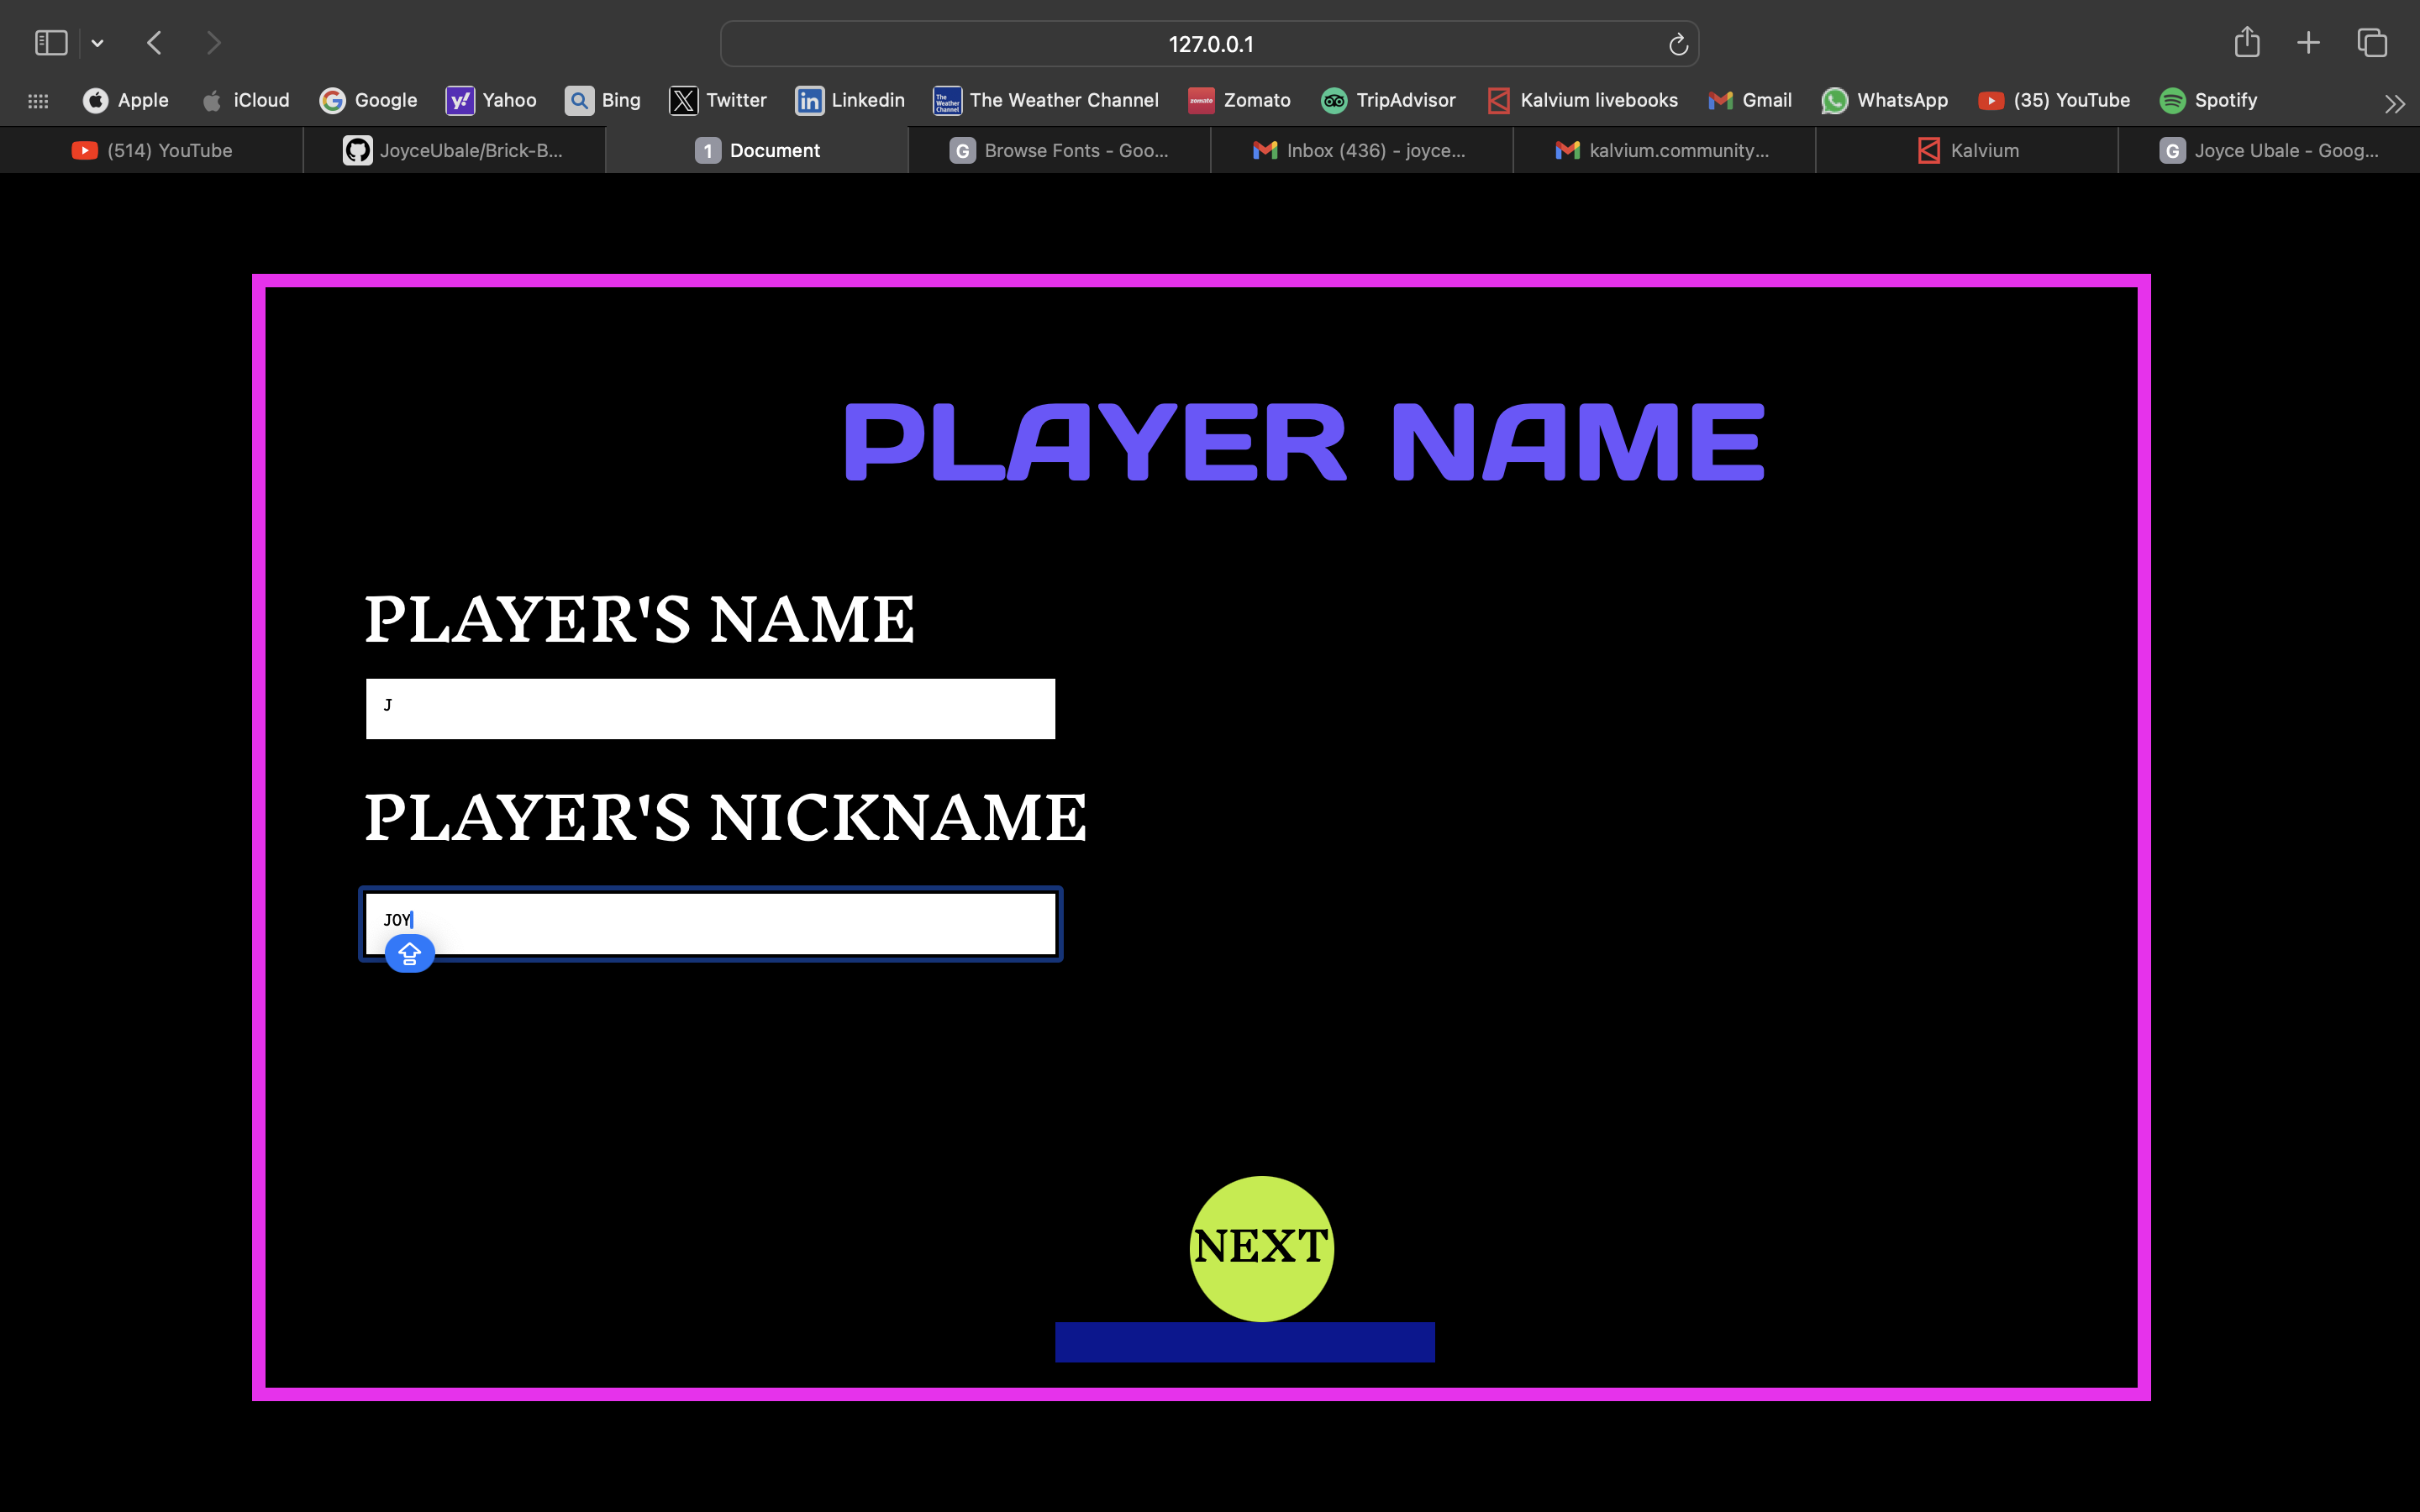 127.0.0.1
Apple iCloud Google Yahoo Bing Twitter Linkedin The Weather Channel Zomato TripAdvisor Kalvium livebooks Gmail WhatsApp (35) YouTube Spotify
(514) YouTube JoyceUbale/Brick-B... 1 Document G Browse Fonts - Goo... Inbox (436) - joyce... kalvium.community... Kalvium G Joyce Ubale - Goog...
PLAYER NAME
PLAYER'S NAME
J
PLAYER'S NICKNAME
JOY
NEXT